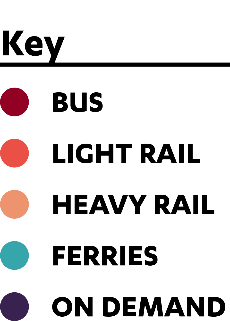 Key
BUS
LIGHT RAIL
HEAVY RAIL
FERRIES
ON DEMAND